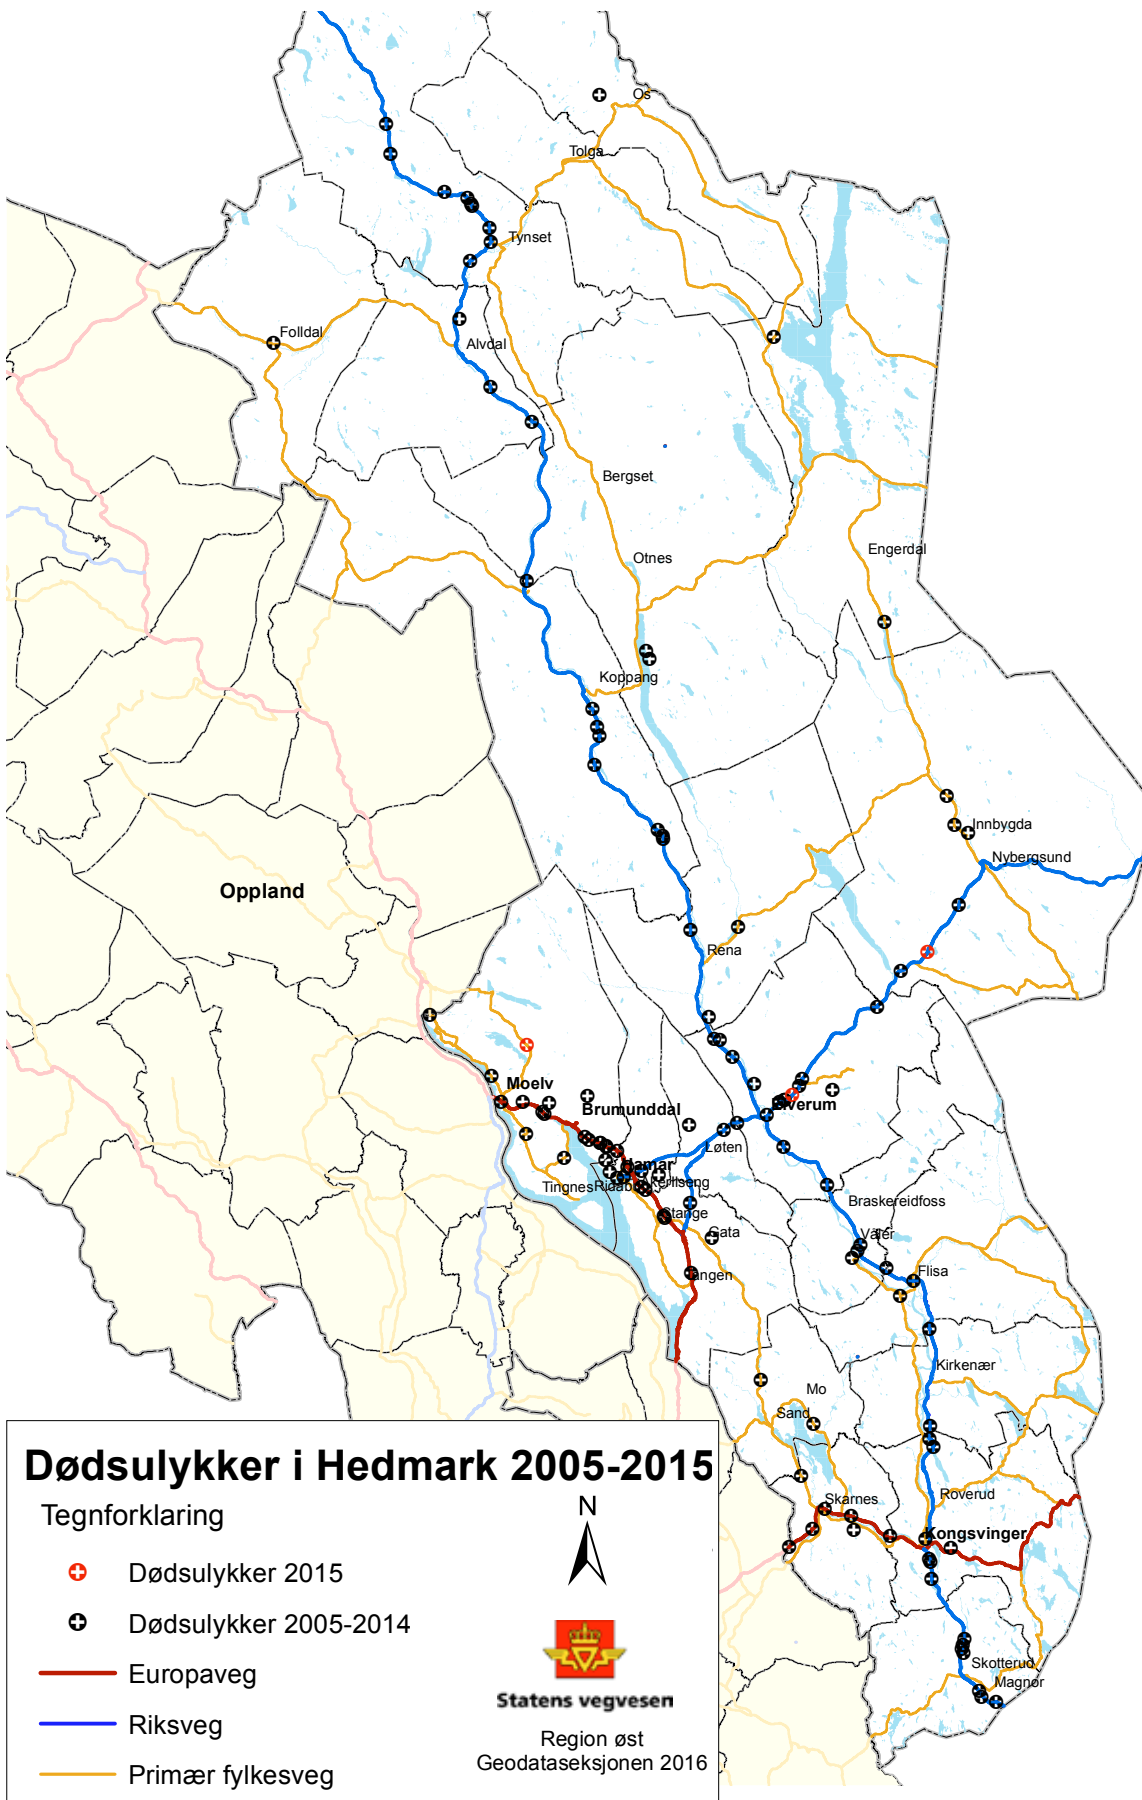 Os
Tolga
Tynset
Folldal
Alvdal
Bergset
Otnes
Engerdal
Koppang
Innbygda
Nybergsund
Oppland
Rena
Moelv
Brumunddal
Elverum
Løten
Hamar
Tingnes
Braskereidfoss
Stange
Gata
Våler
Tangen
Flisa
Kirkenær
Mo
Sand
Roverud
Skarnes
Kongsvinger
Skotterud
Magnor
Dødsulykker i Hedmark 2005-2015
Tegnforklaring
N
Dødsulykker 2015
Dødsulykker 2005-2014
Europaveg
Riksveg
Primær fylkesveg
Statens vegvesen
Region øst
Geodataseksjonen 2016